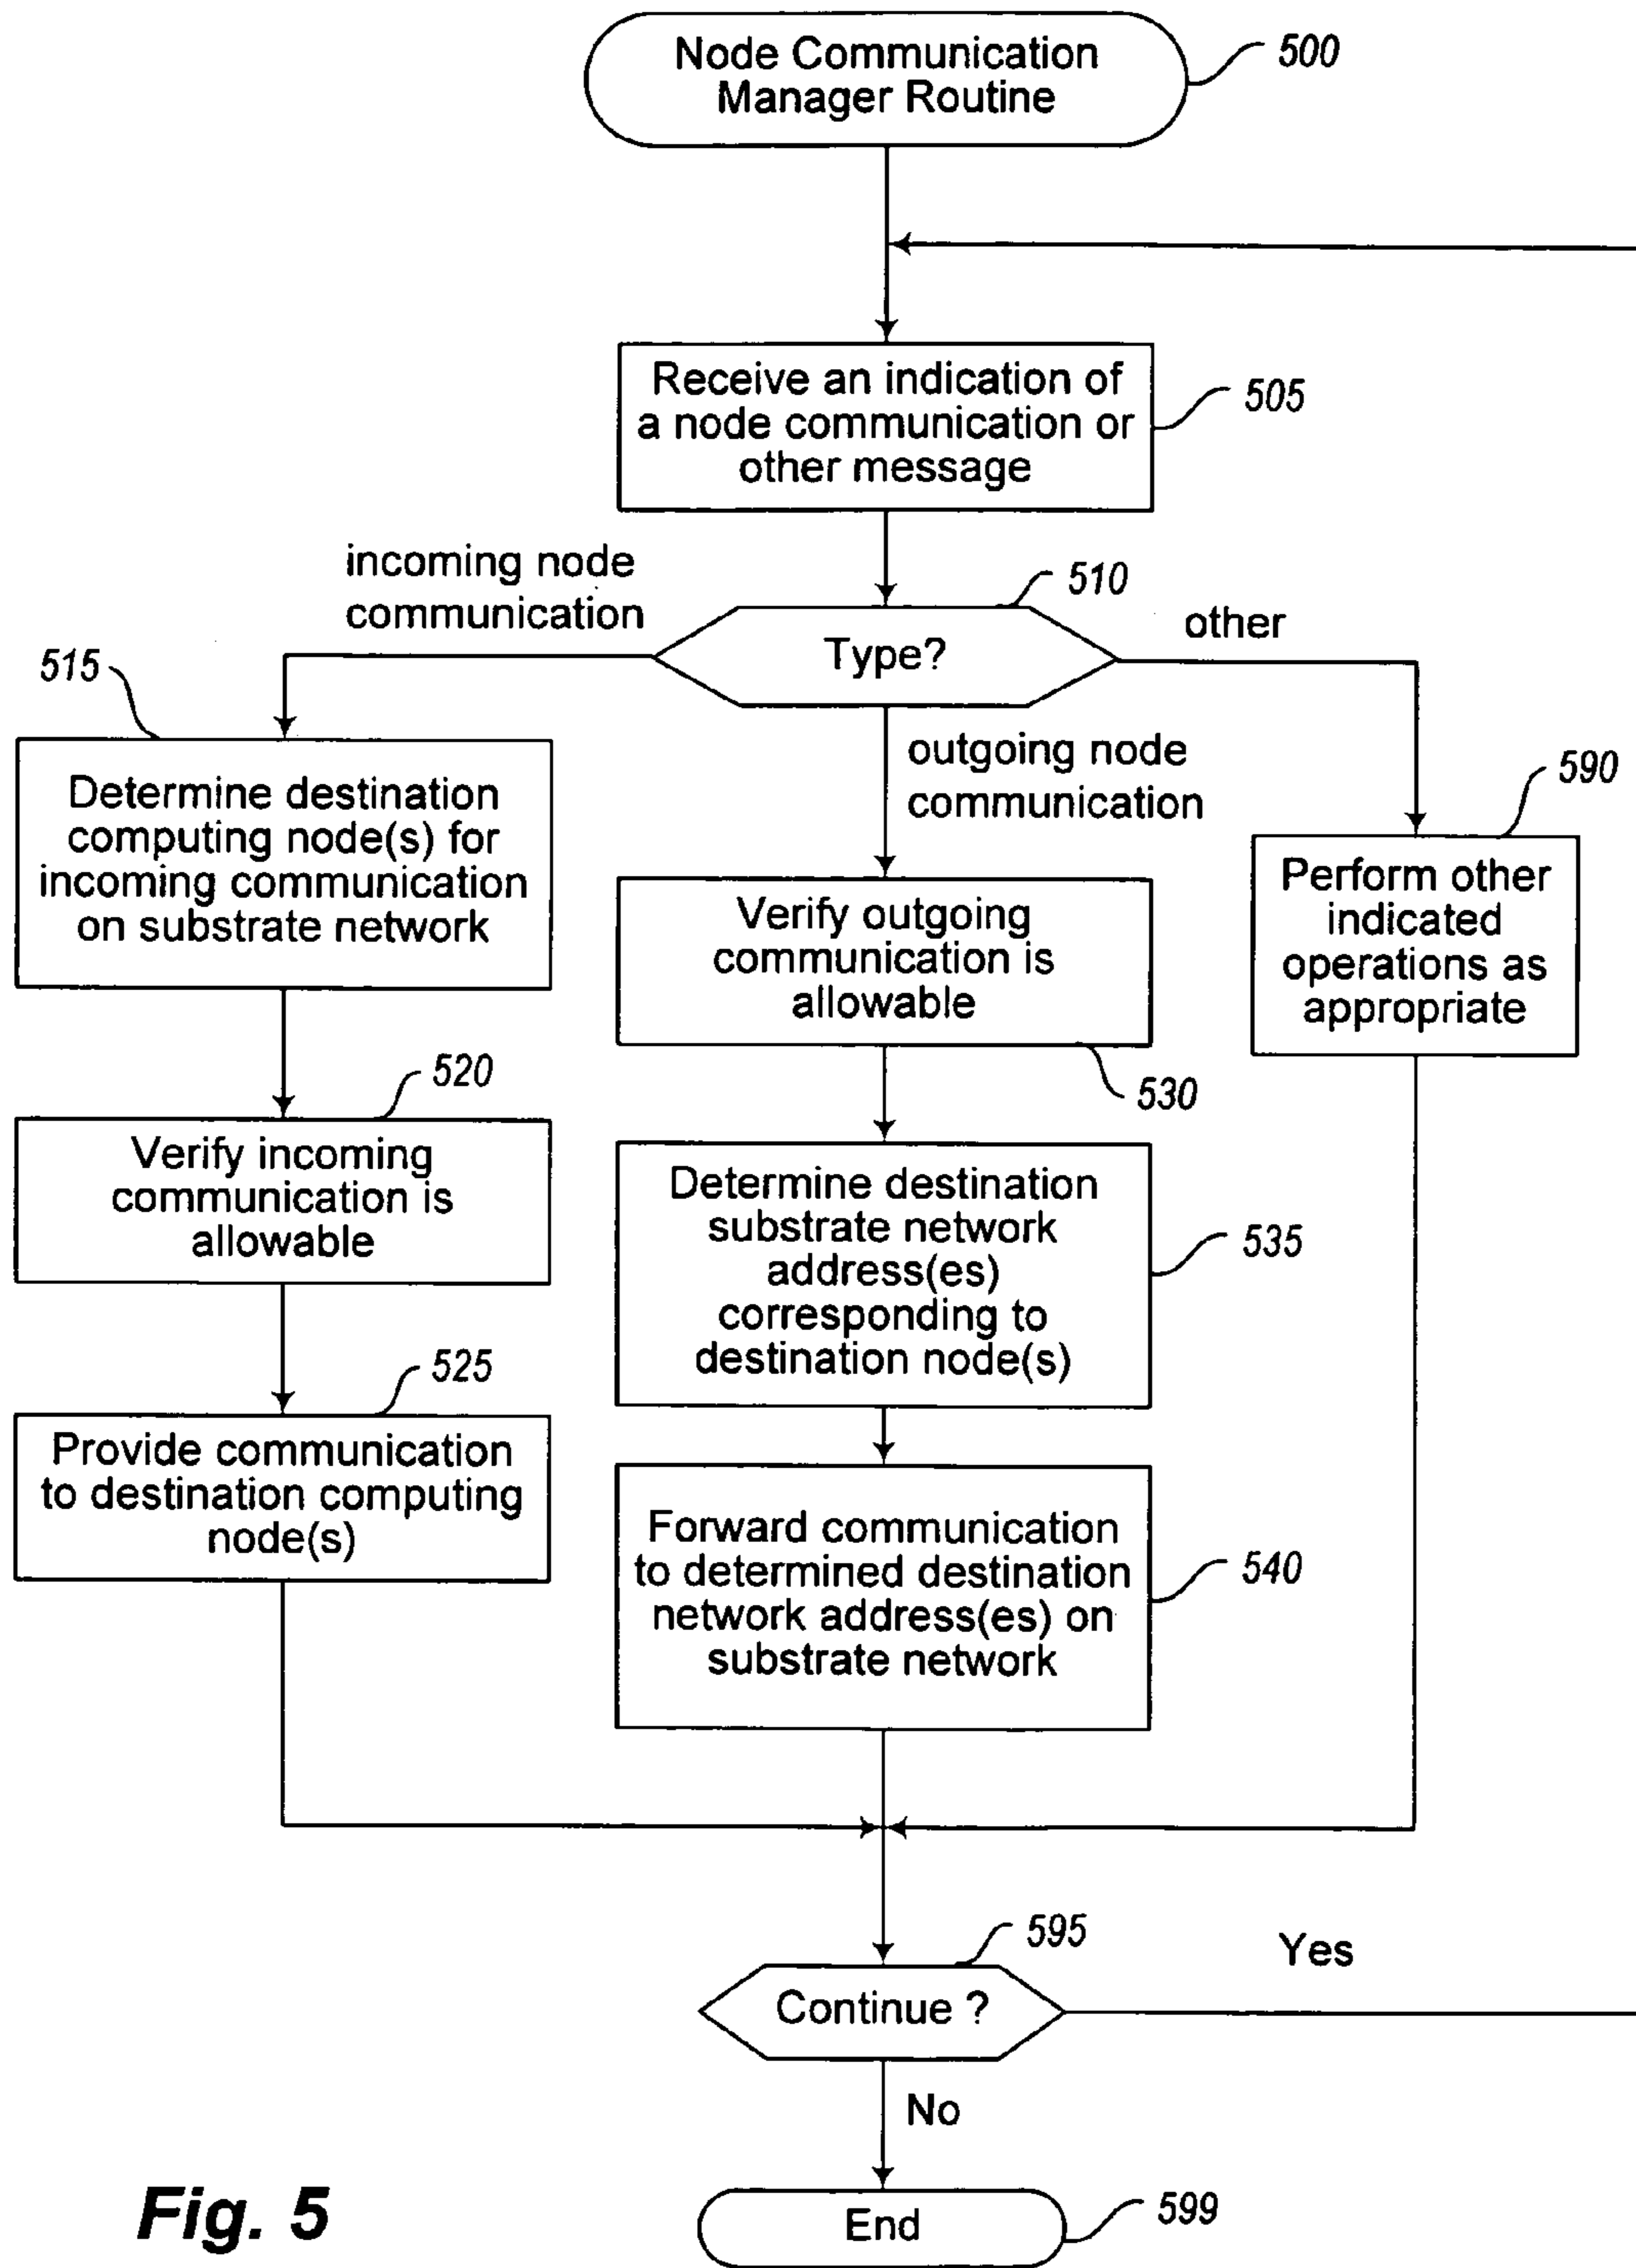 Node Communication
Manager Routine
500
Receive an indication of
a node communication or
other message
505
incoming node
communication
510
Type?
other
515
Determine destination
computing node(s) for
incoming communication
on substrate network
outgoing node
communication
590
Perform other
indicated
operations as
appropriate
Verify outgoing
communication is
allowable
530
520
Verify incoming
communication is
allowable
Determine destination
substrate network
address(es)
corresponding to
destination node(s)
535
525
Provide communication
to destination computing
node(s)
Forward communication
to determined destination
network address(es) on
substrate network
540
595
Continue ?
Yes
No
End
599
Fig. 5